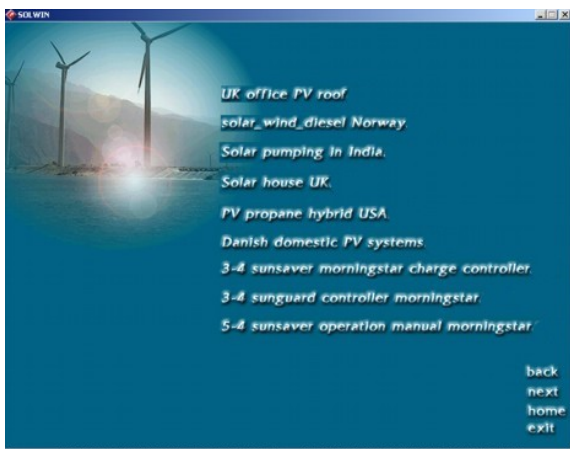 SOLWIN
UK office PV roof
solar_wind_diesel Norway.
Solar pumping in India.
Solar house UK.
PV propane hybrid USA.
Danish domestic PV systems.
3-4 sunsaver morningstar charge controller.
3-4 sunguard controller morningstar.
5-4 sunsaver operation manual morningstar.
back
next
home
exit